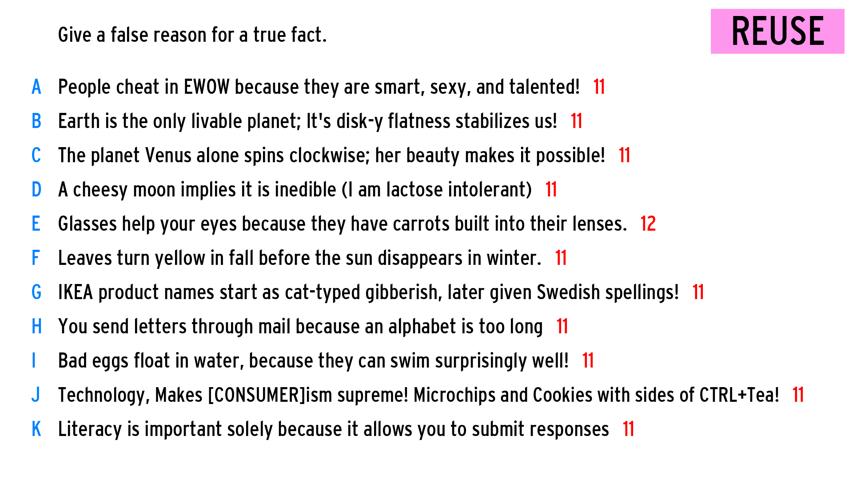 Give a false reason for a true fact.
REUSE
A People cheat in EWOW because they are smart, sexy, and talented! 11
B Earth is the only livable planet; It's disk-y flatness stabilizes us! 11
C The planet Venus alone spins clockwise; her beauty makes it possible! 11
D A cheesy moon implies it is inedible (I am lactose intolerant) 11
E Glasses help your eyes because they have carrots built into their lenses. 12
F Leaves turn yellow in fall before the sun disappears in winter. 11
G IKEA product names start as cat-typed gibberish, later given Swedish spellings! 11
H You send letters through mail because an alphabet is too long 11
I Bad eggs float in water, because they can swim surprisingly well! 11
J Technology, Makes [CONSUMER]ism supreme! Microchips and Cookies with sides of CTRL+Tea! 11
K Literacy is important solely because it allows you to submit responses 11